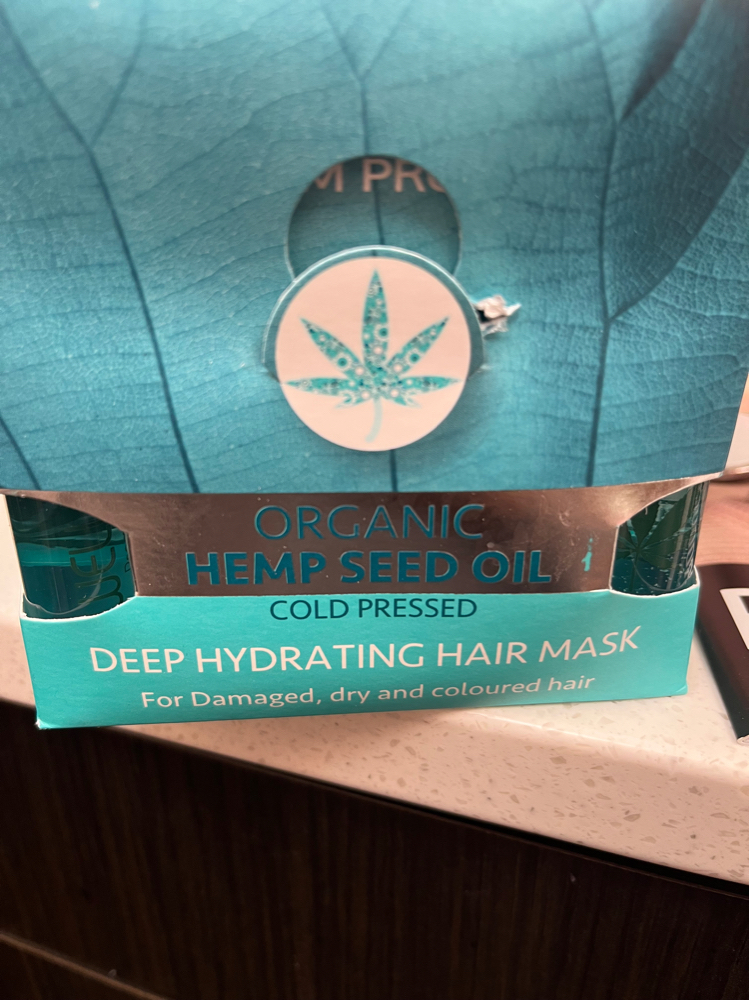 ORGANIC
HEMP SEED OIL
COLD PRESSED
DEEP HYDRATING HAIR MASK
For Damaged, dry and coloured hair